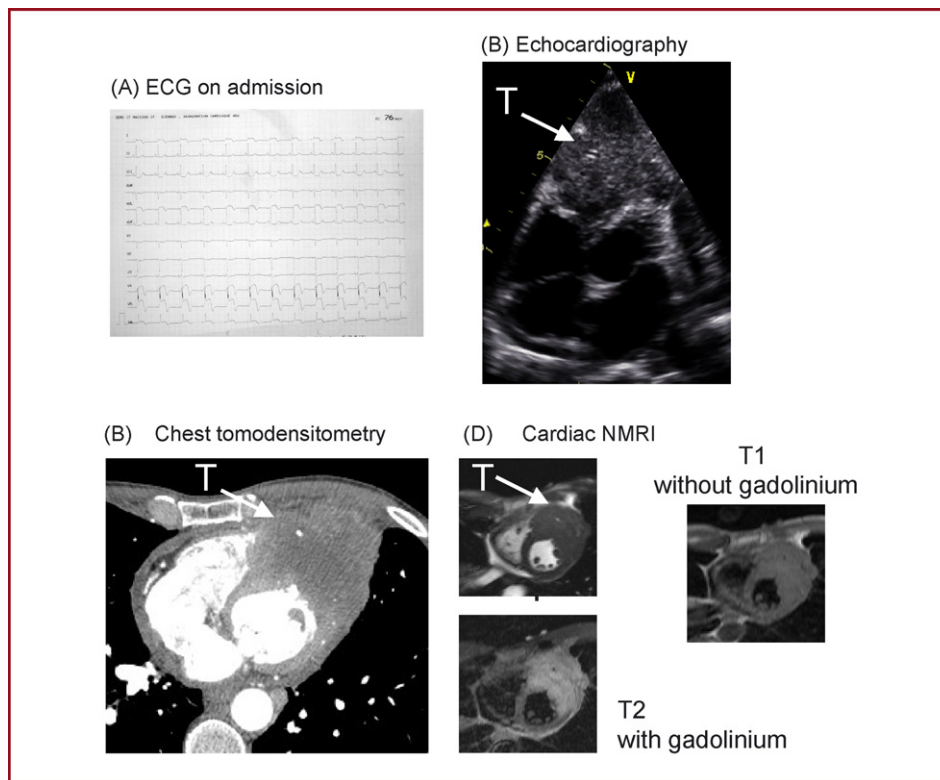 (B) Echocardiography
(A) ECG on admission
76
V
T
5
(B) Chest tomodensitometry
(D) Cardiac NMRI
T
T
T1
without gadolinium
T2
with gadolinium